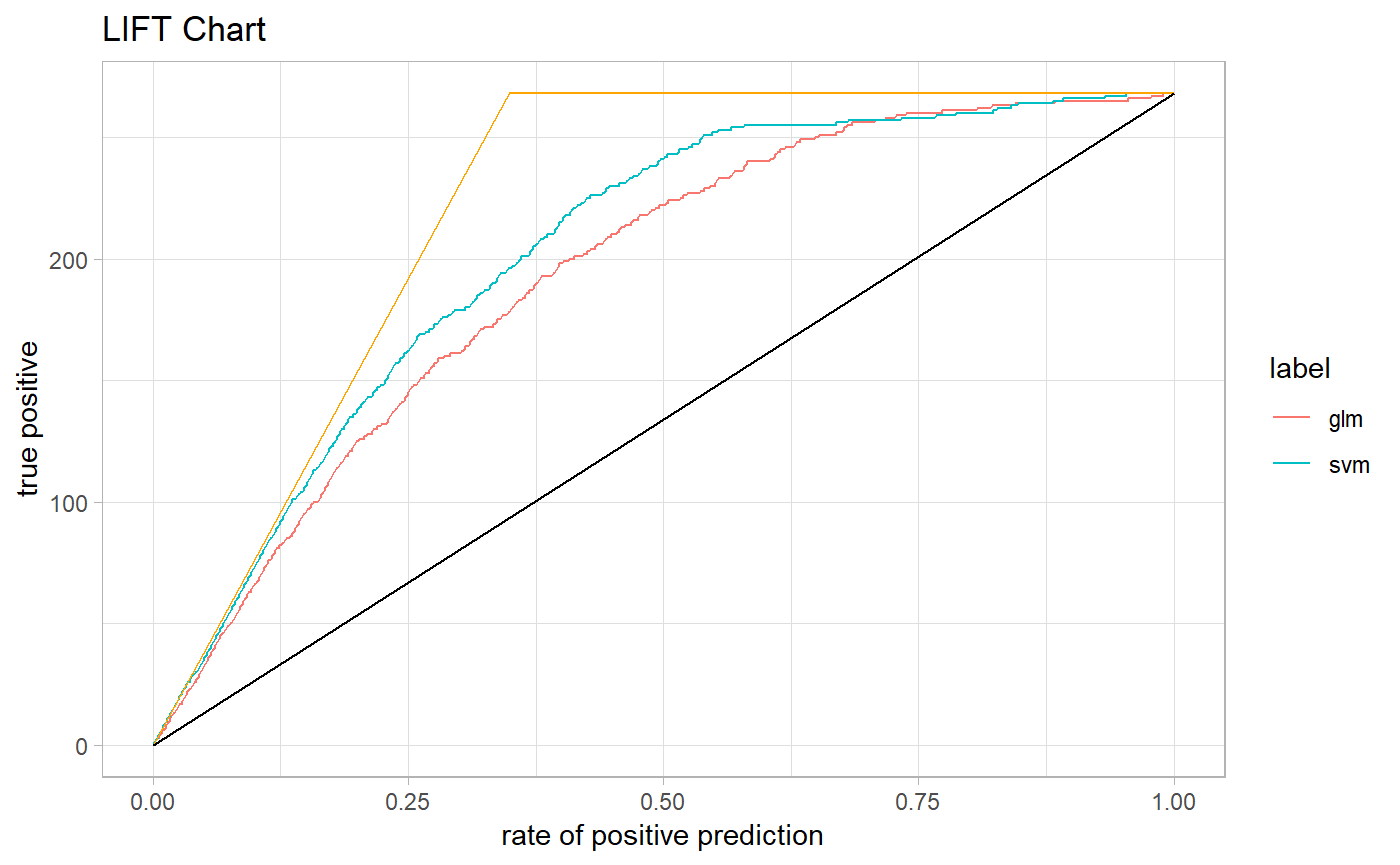 LIFT Chart
true positive
200
100
0
0.00 0.25 0.50 0.75 1.00
rate of positive prediction
label
glm
svm